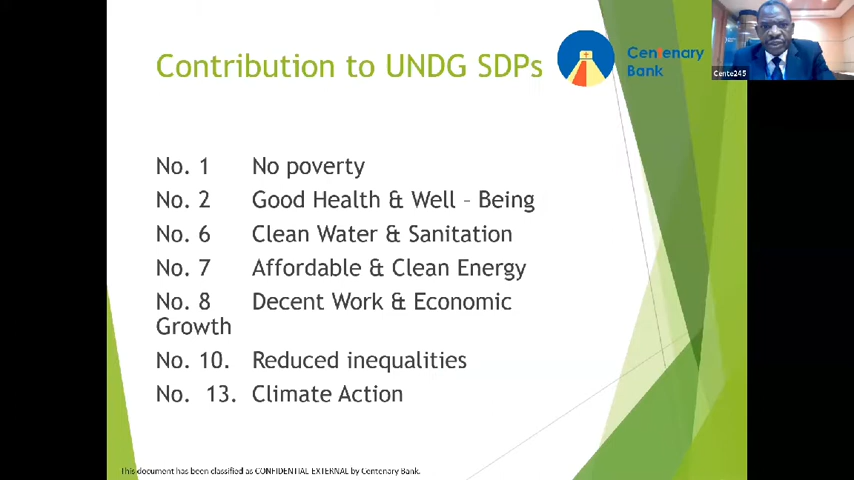 Contribution to UNDG SDPs
Centenary
Bank
Cente245
No. 1 No poverty
No. 2 Good Health & Well – Being
No. 6 Clean Water & Sanitation
No. 7 Affordable & Clean Energy
No. 8 Decent Work & Economic
Growth
No. 10. Reduced inequalities
No. 13. Climate Action
This document has been classified as CONFIDENTIAL EXTERNAL by Centenary Bank.